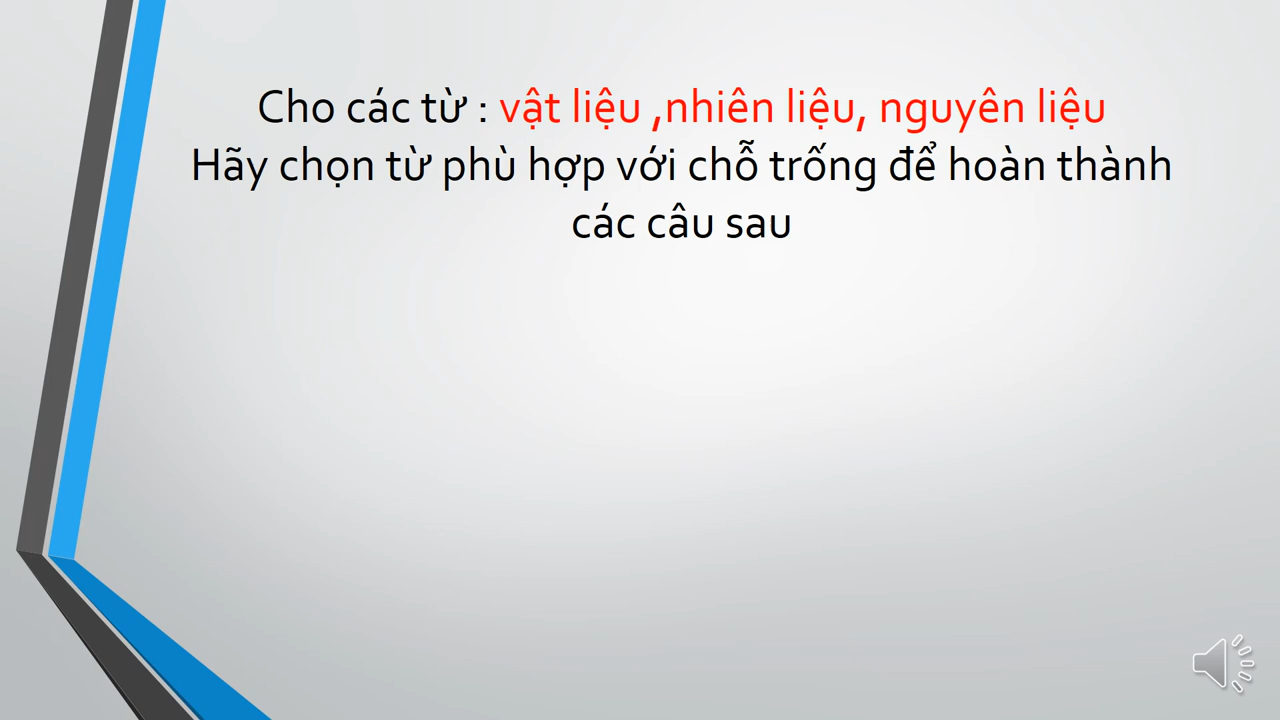 Cho các từ : vật liệu ,nhiên liệu, nguyên liệu
Hãy chọn từ phù hợp với chỗ trống để hoàn thành
các câu sau